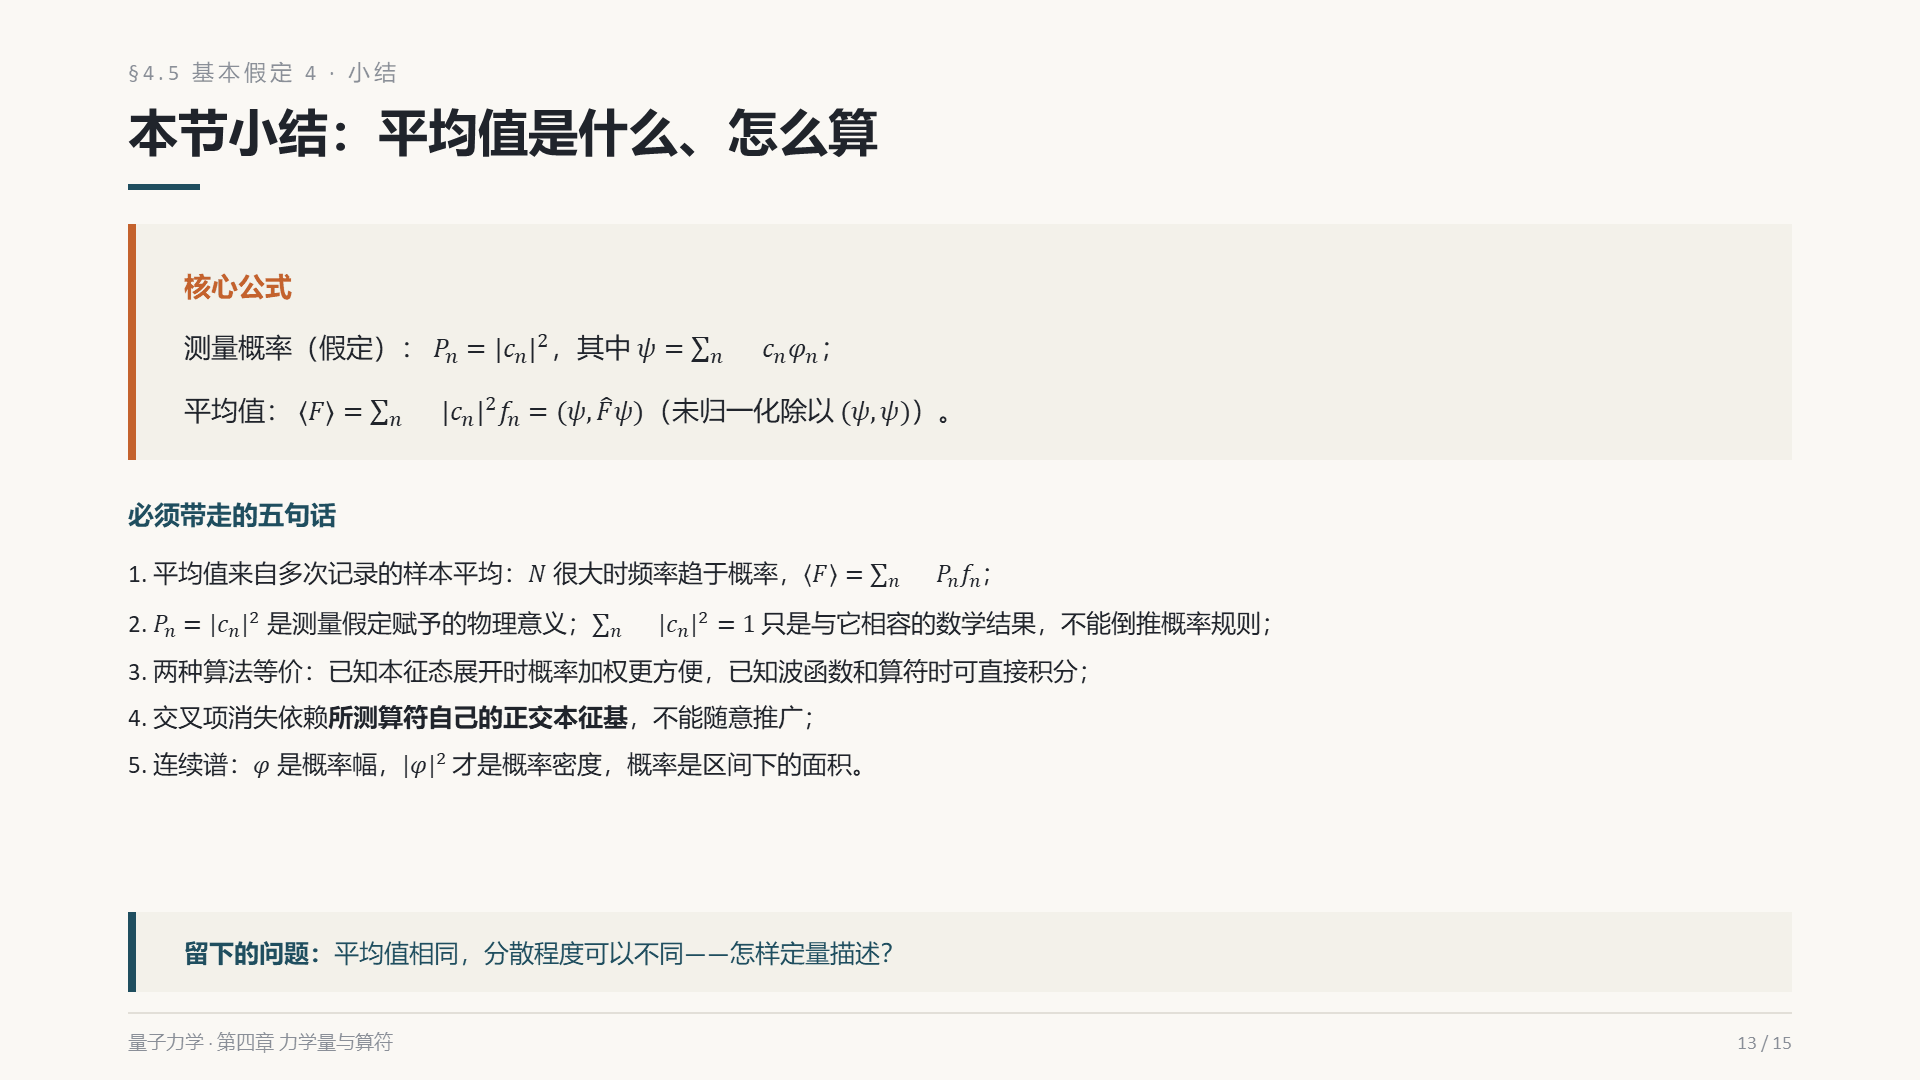 §4.5 基本假定 4 · 小结
本节小结：平均值是什么、怎么算
核心公式
测量概率（假定）： Pₙ = |cₙ|²，其中 ψ = ∑ₙ cₙφₙ；
平均值： ⟨F⟩ = ∑ₙ |cₙ|²fₙ = (ψ, F̂ψ)（未归一化除以 (ψ, ψ)）。
必须带走的五句话
1. 平均值来自多次记录的样本平均：N 很大时频率趋于概率，⟨F⟩ = ∑ₙ Pₙfₙ；
2. Pₙ = |cₙ|² 是测量假定赋予的物理意义；∑ₙ |cₙ|² = 1 只是与它相容的数学结果，不能倒推概率规则；
3. 两种算法等价：已知本征态展开时概率加权更方便，已知波函数和算符时可直接积分；
4. 交叉项消失依赖所测算符自己的正交本征基，不能随意推广；
5. 连续谱：φ 是概率幅，|φ|² 才是概率密度，概率是区间下的面积。
留下的问题：平均值相同，分散程度可以不同——怎样定量描述？
量子力学 · 第四章 力学量与算符
13 / 15